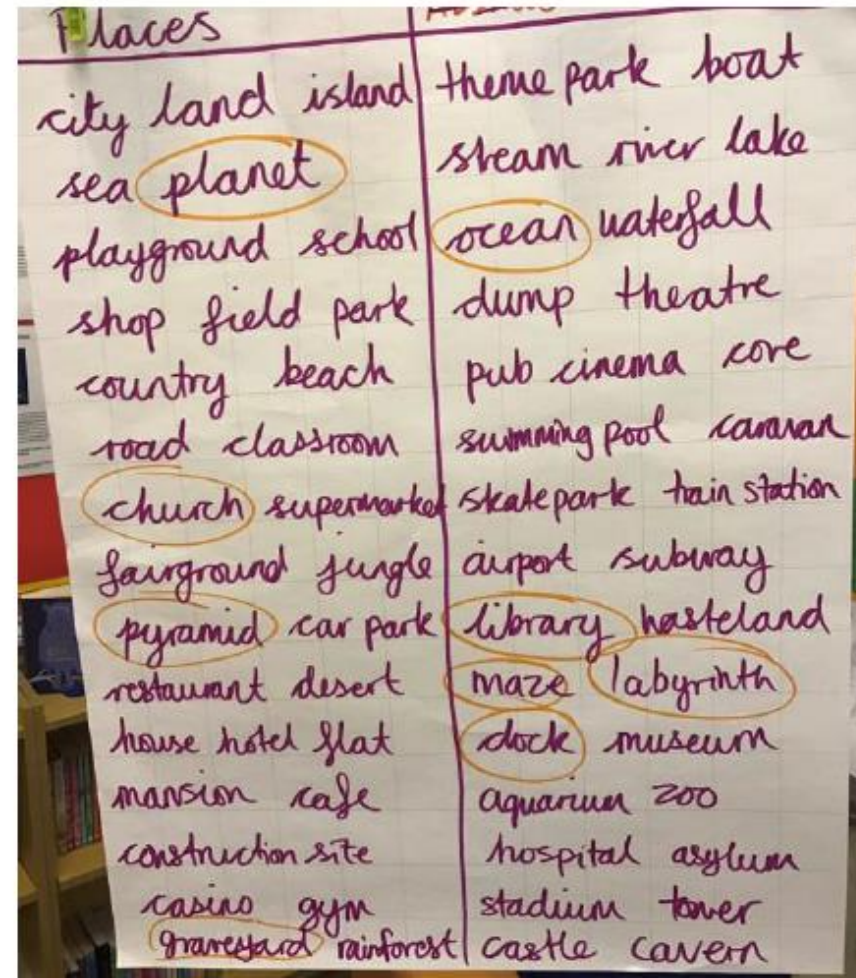 Places
city land island
sea planet
playground school
shop field park
country beach
road classroom
church supermarket
fairground jungle
pyramid car park
restaurant desert
house hotel flat
mansion cafe
construction site
casino gym
graveyard rainforest
theme park boat
steam river lake
ocean waterfall
dump theatre
pub cinema cove
swimming pool caravan
skatepark train station
airport subway
library wasteland
maze labyrinth
dock museum
aquarium zoo
hospital asylum
stadium tower
castle cavern